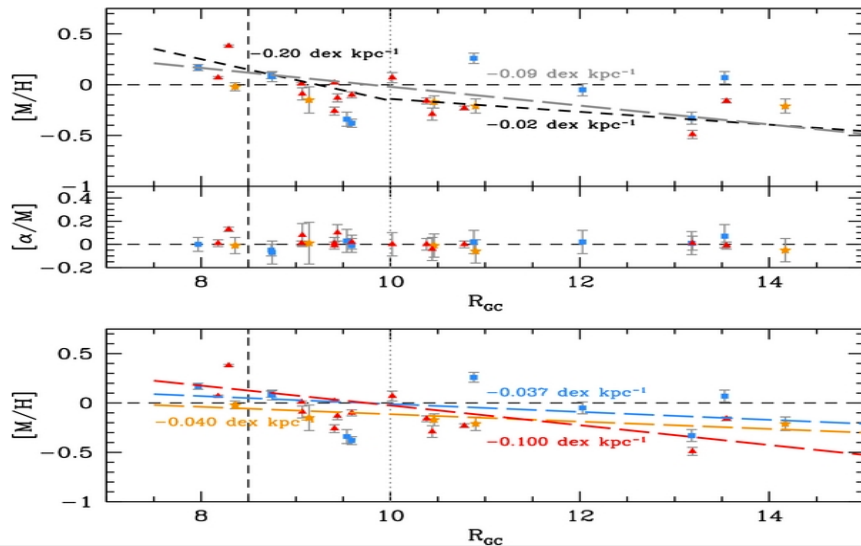 0.5
0
-0.5
-1
[M/H]
−0.20 dex kpc⁻¹
−0.09 dex kpc⁻¹
−0.02 dex kpc⁻¹
0.4
0.2
0
-0.2
[α/M]
8 10 12 14
R_GC
0.5
0
-0.5
-1
[M/H]
−0.037 dex kpc⁻¹
−0.040 dex kpc
−0.100 dex kpc⁻¹
8 10 12 14
R_GC